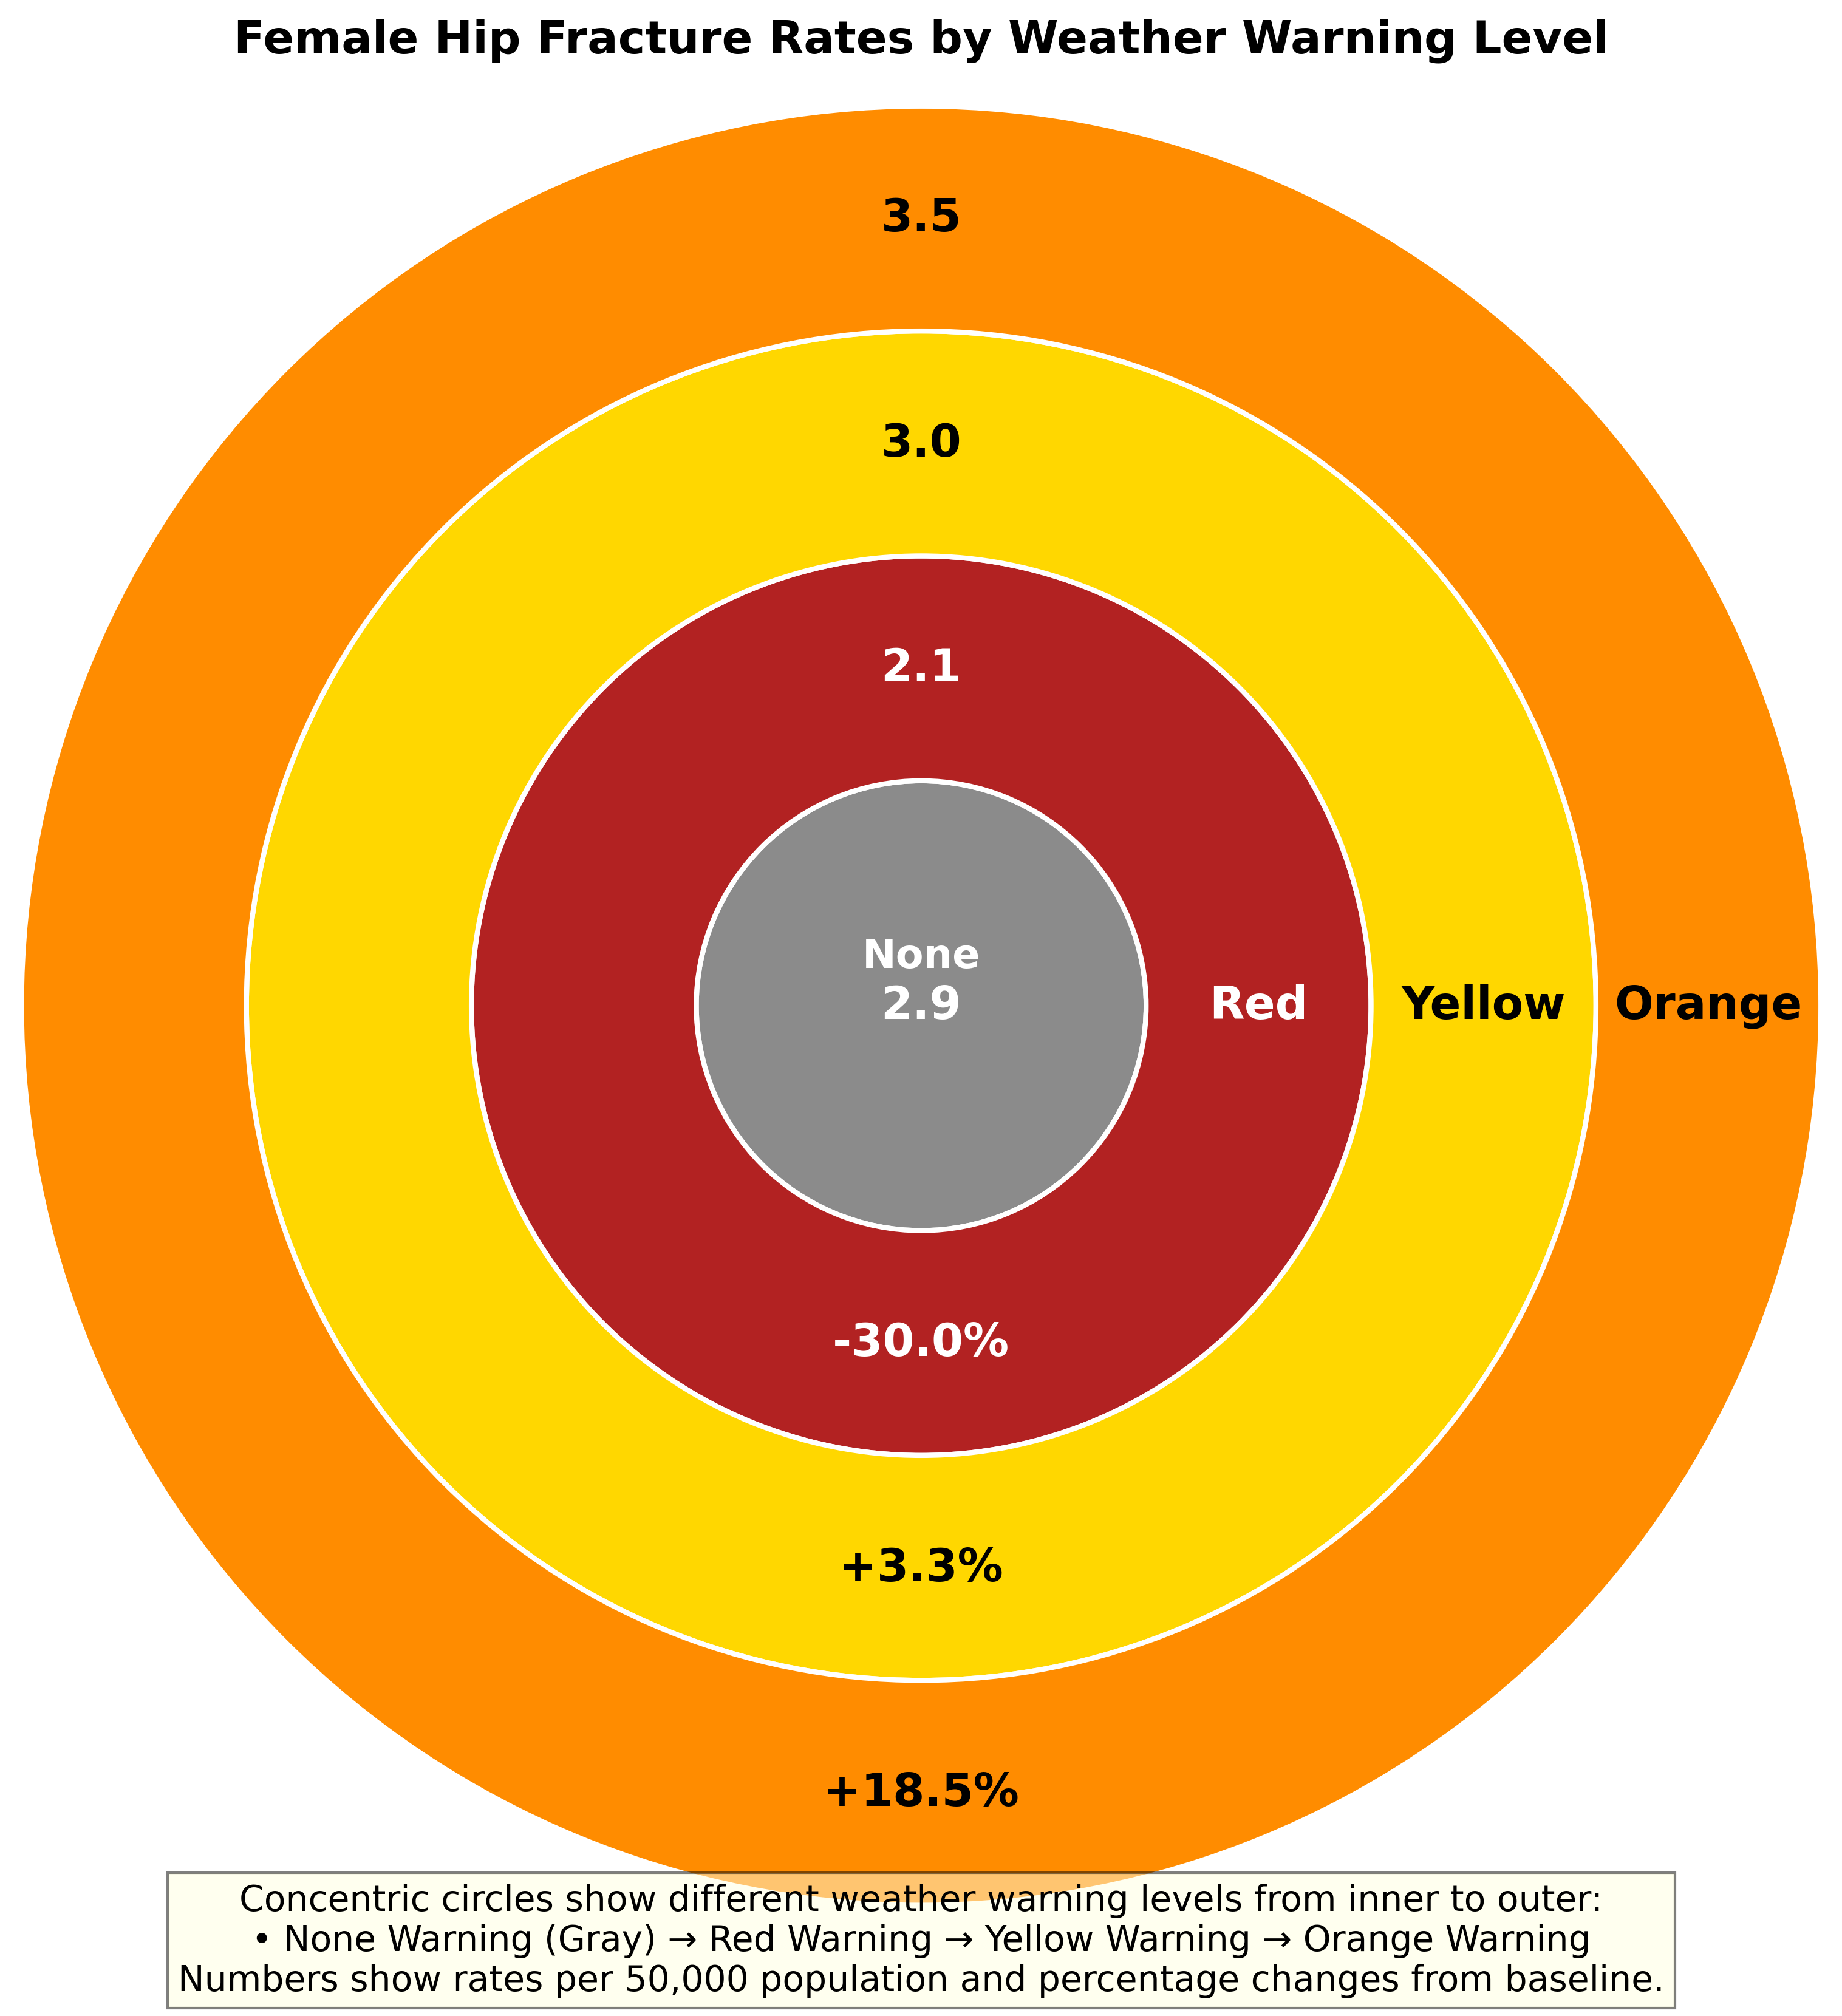 Female Hip Fracture Rates by Weather Warning Level
3.5
3.0
2.1
None
2.9
Red
Yellow
Orange
-30.0%
+3.3%
+18.5%
Concentric circles show different weather warning levels from inner to outer:
• None Warning (Gray) → Red Warning → Yellow Warning → Orange Warning
Numbers show rates per 50,000 population and percentage changes from baseline.